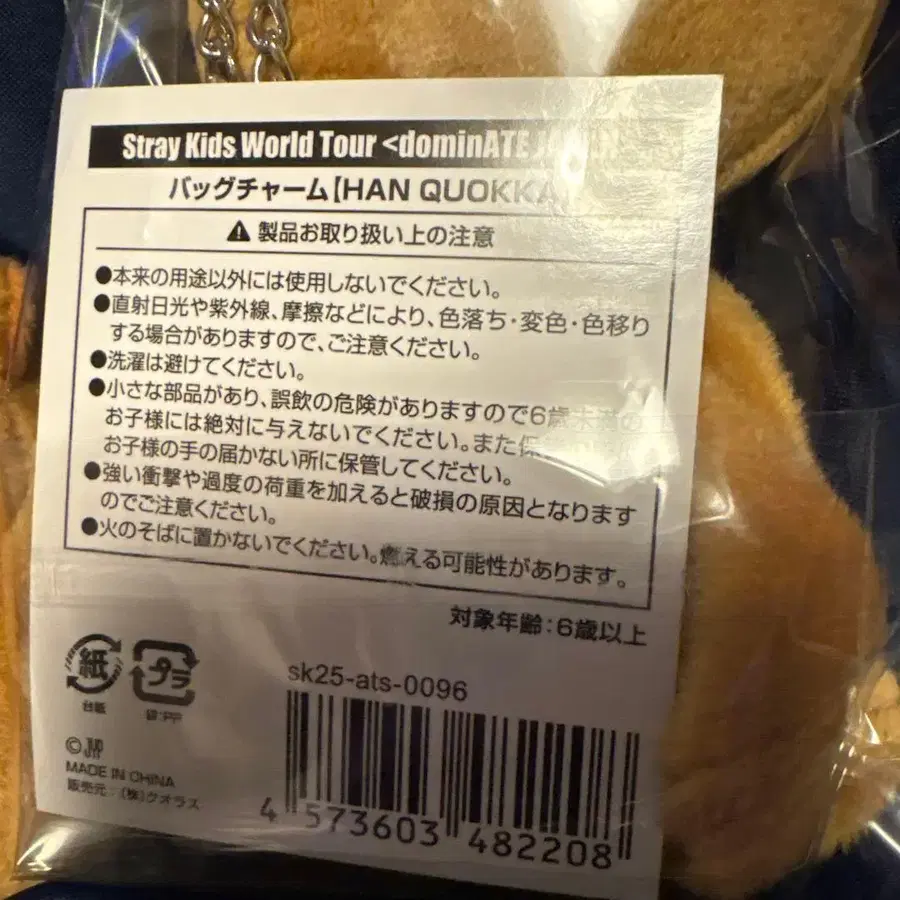 Stray Kids World Tour <dominATE JAPAN
バッグチャーム【HAN QUOKKA】
製品お取り扱い上の注意
●本来の用途以外には使用しないでください。
●直射日光や紫外線、摩擦などにより、色落ち・変色・色移り
する場合がありますので、ご注意ください。
●洗濯は避けてください。
●小さな部品があり、誤飲の危険がありますので6歳未満の
お子様には絶対に与えないでください。また保
お子様の手の届かない所に保管してください。
●強い衝撃や過度の荷重を加えると破損の原因となります
のでご注意ください。
●火のそばに置かないでください。燃える可能性があります。
対象年齢:6歳以上
紙 プラ
台紙 袋:PP
sk25-ats-0096
©
MADE IN CHINA
販売元:(株)クオラス
4 573603 482208